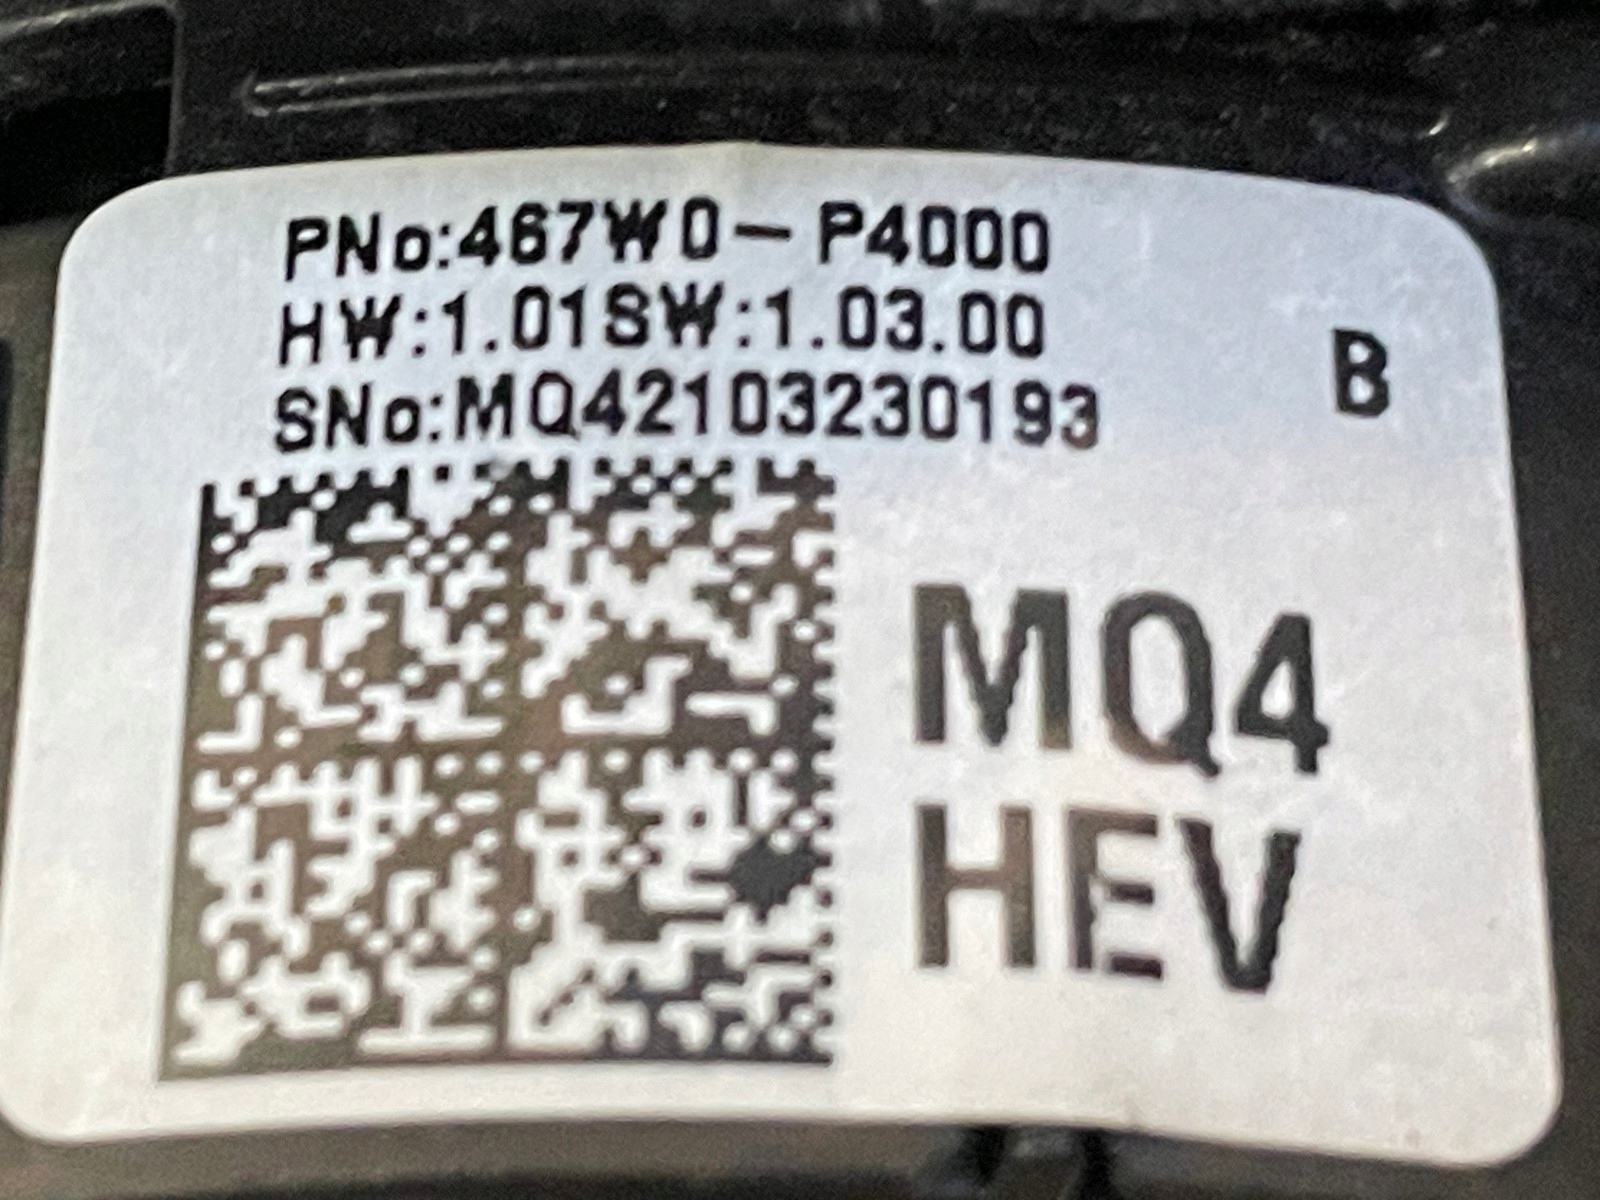 PNo:467W0-P4000
HW:1.01SW:1.03.00
SNo:MQ42103230193
B
MQ4
HEV